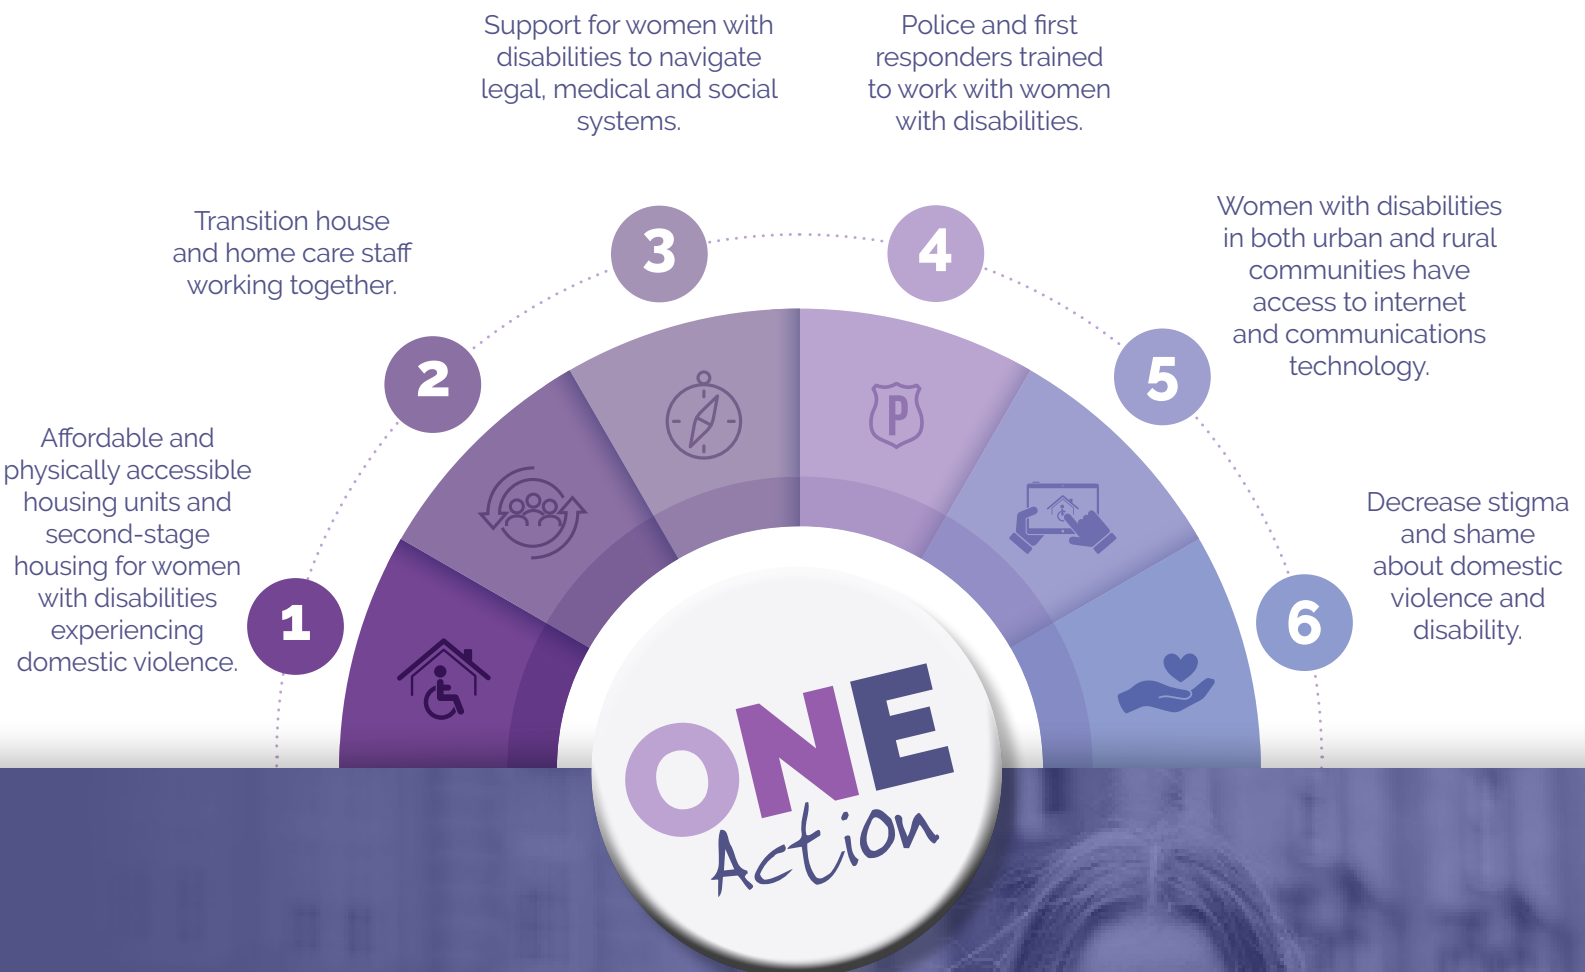 1
Affordable and
physically accessible
housing units and
second-stage
housing for women
with disabilities
experiencing
domestic violence.
2
Transition house
and home care staff
working together.
3
Support for women with
disabilities to navigate
legal, medical and social
systems.
4
Police and first
responders trained
to work with women
with disabilities.
P
5
Women with disabilities
in both urban and rural
communities have
access to internet
and communications
technology.
6
Decrease stigma
and shame
about domestic
violence and
disability.
ONE
Action